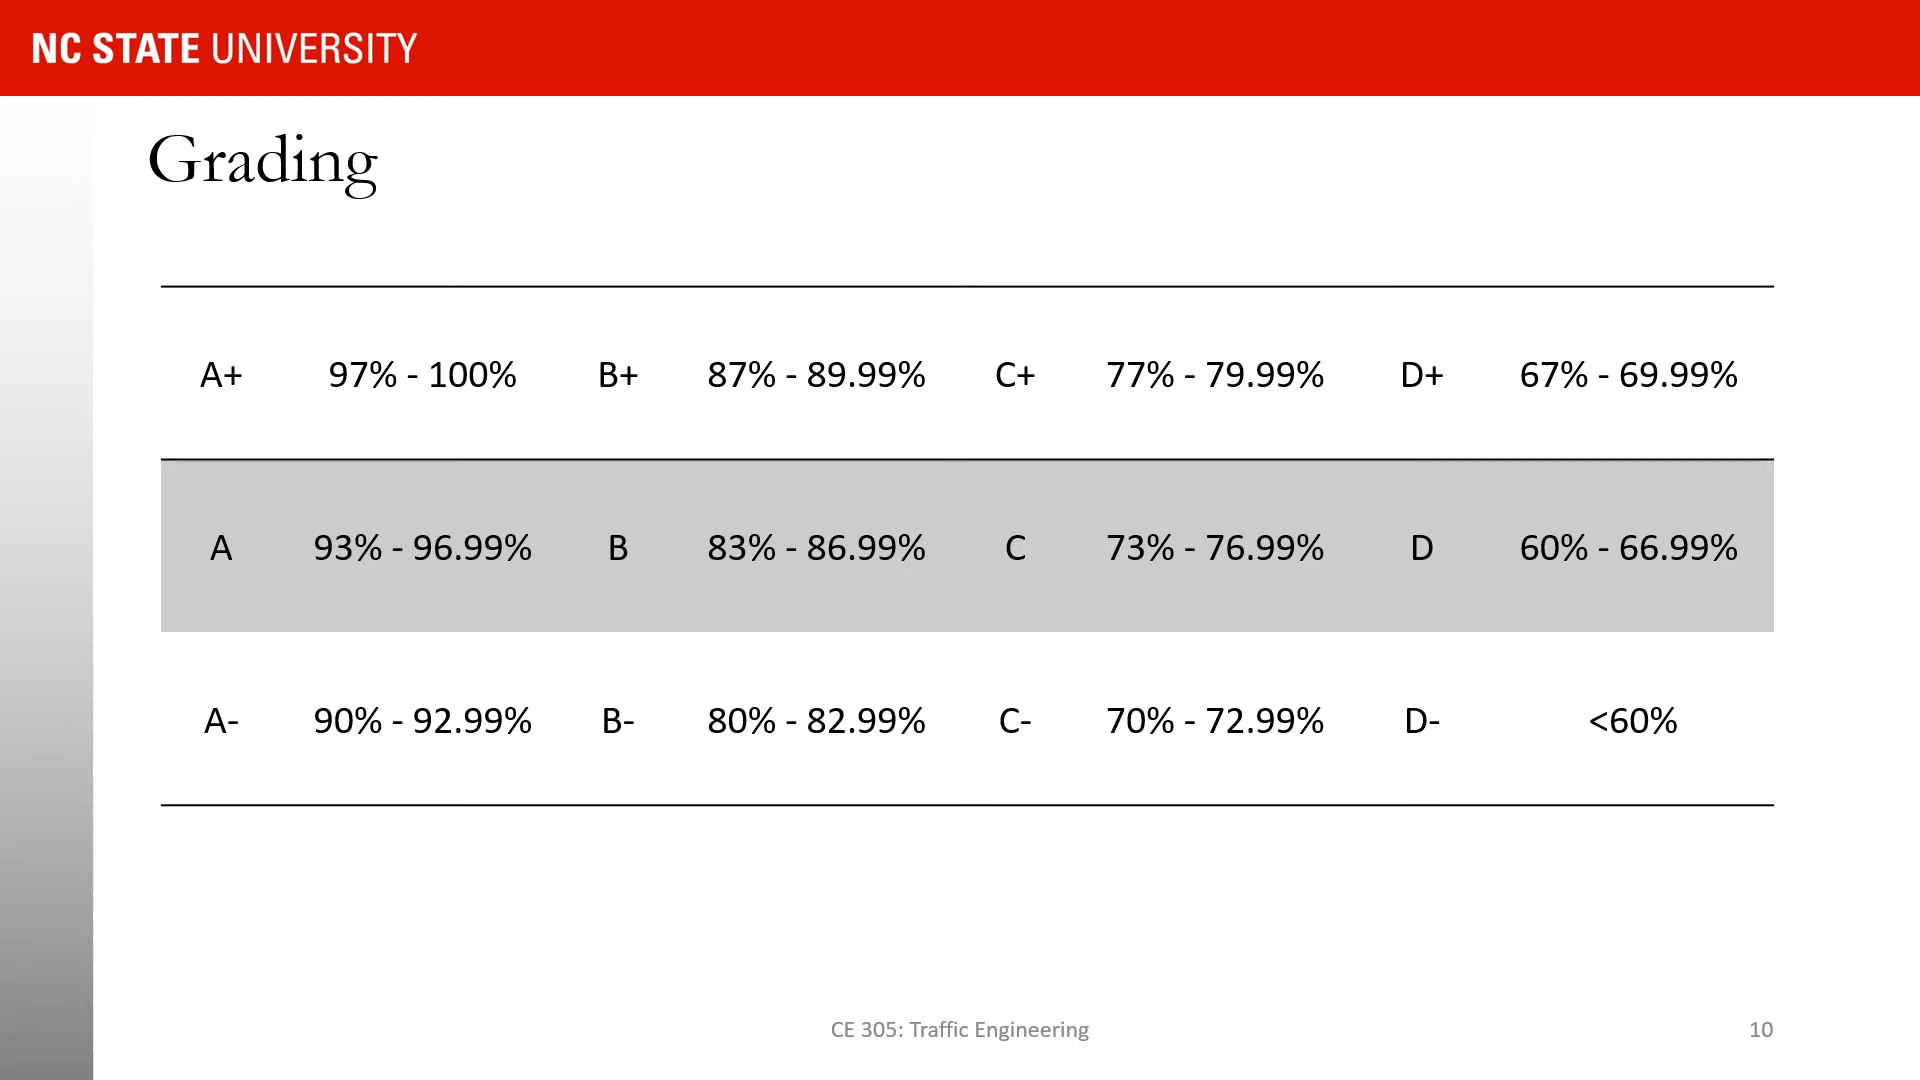 NC STATE UNIVERSITY
Grading
A+ 97% - 100% B+ 87% - 89.99% C+ 77% - 79.99% D+ 67% - 69.99%
A 93% - 96.99% B 83% - 86.99% C 73% - 76.99% D 60% - 66.99%
A- 90% - 92.99% B- 80% - 82.99% C- 70% - 72.99% D- <60%
CE 305: Traffic Engineering 10